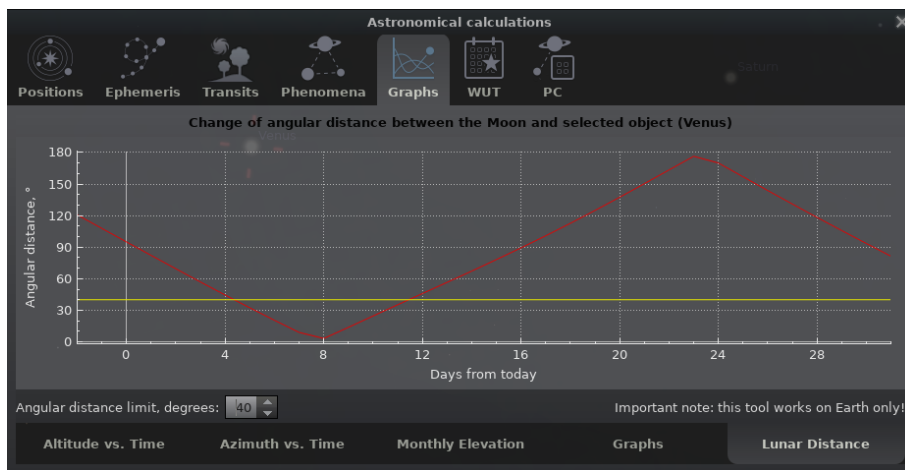 Astronomical calculations
Saturn
Positions Ephemeris Transits Phenomena Graphs WUT PC
Change of angular distance between the Moon and selected object (Venus)
Venus
180
150
120
90
60
30
0
Angular distance, °
0 4 8 12 16 20 24 28
Days from today
Angular distance limit, degrees: 40 Important note: this tool works on Earth only!
Altitude vs. Time Azimuth vs. Time Monthly Elevation Graphs Lunar Distance